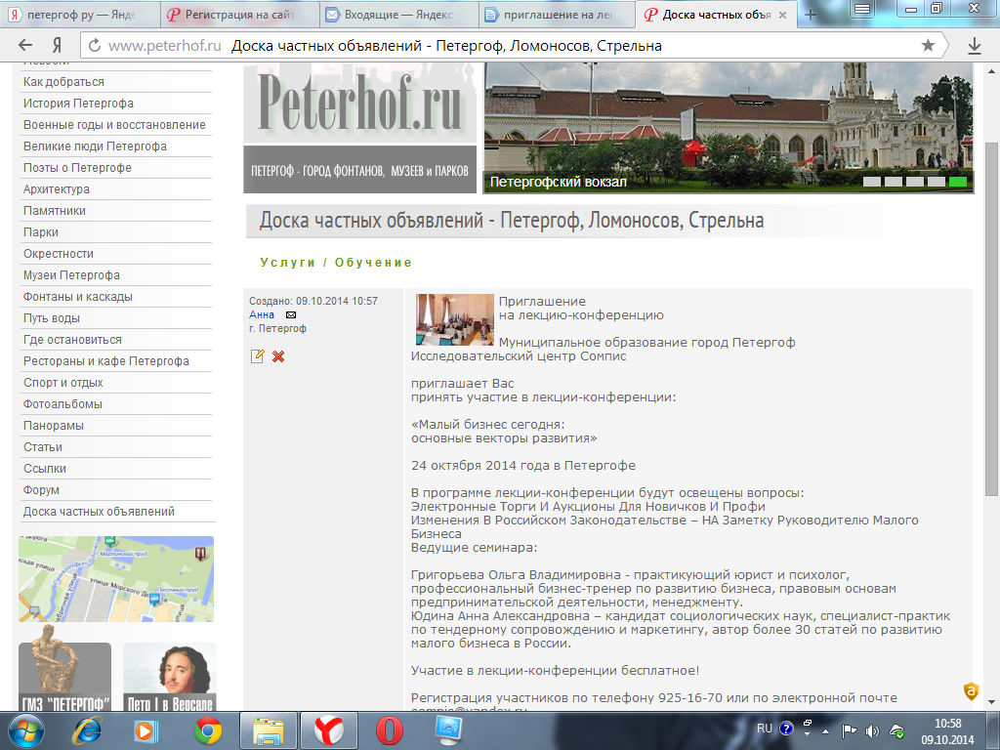 петергоф ру — Янде
Регистрация на сайт
Входящие — Яндекс
приглашение на ле
Доска частных объя
www.peterhof.ru Доска частных объявлений - Петергоф, Ломоносов, Стрельна
Новости
Как добраться
История Петергофа
Военные годы и восстановление
Великие люди Петергофа
Поэты о Петергофе
Архитектура
Памятники
Парки
Окрестности
Музеи Петергофа
Фонтаны и каскады
Путь воды
Где остановиться
Рестораны и кафе Петергофа
Спорт и отдых
Фотоальбомы
Панорамы
Статьи
Ссылки
Форум
Доска частных объявлений
ГМЗ "ПЕТЕРГОФ"
Петр I в Версале
Peterhof.ru
ПЕТЕРГОФ - ГОРОД ФОНТАНОВ, МУЗЕЕВ и ПАРКОВ
Петергофский вокзал
Доска частных объявлений - Петергоф, Ломоносов, Стрельна
Услуги / Обучение
Создано: 09.10.2014 10:57
Анна
г. Петергоф
Приглашение
на лекцию-конференцию
Муниципальное образование город Петергоф
Исследовательский центр Сомпис
приглашает Вас
принять участие в лекции-конференции:
«Малый бизнес сегодня:
основные векторы развития»
24 октября 2014 года в Петергофе
В программе лекции-конференции будут освещены вопросы:
Электронные Торги И Аукционы Для Новичков И Профи
Изменения В Российском Законодательстве – НА Заметку Руководителю Малого
Бизнеса
Ведущие семинара:
Григорьева Ольга Владимировна - практикующий юрист и психолог,
профессиональный бизнес-тренер по развитию бизнеса, правовым основам
предпринимательской деятельности, менеджменту.
Юдина Анна Александровна – кандидат социологических наук, специалист-практик
по тендерному сопровождению и маркетингу, автор более 30 статей по развитию
малого бизнеса в России.
Участие в лекции-конференции бесплатное!
Регистрация участников по телефону 925-16-70 или по электронной почте
sompis@yandex.ru
RU
10:58
09.10.2014